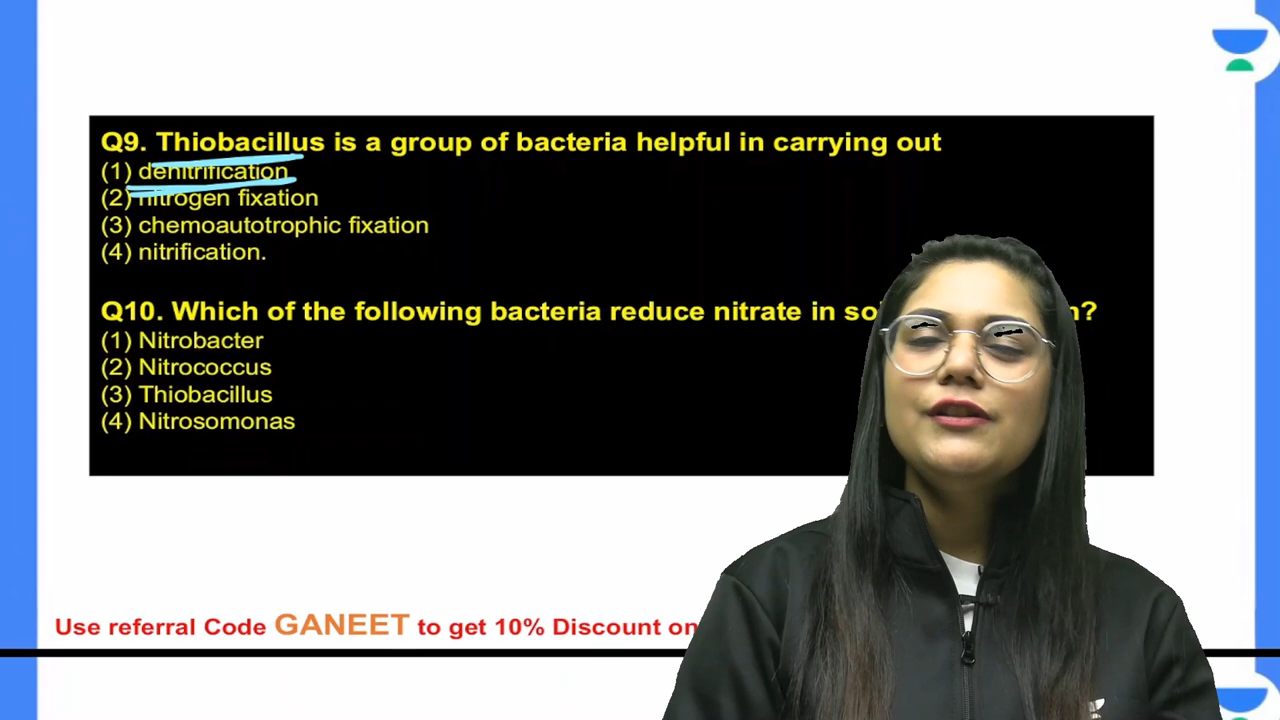 Q9. Thiobacillus is a group of bacteria helpful in carrying out
(1) denitrification
(2) nitrogen fixation
(3) chemoautotrophic fixation
(4) nitrification.
Q10. Which of the following bacteria reduce nitrate in
(1) Nitrobacter
(2) Nitrococcus
(3) Thiobacillus
(4) Nitrosomonas
Use referral Code GANEET to get 10% Discount on